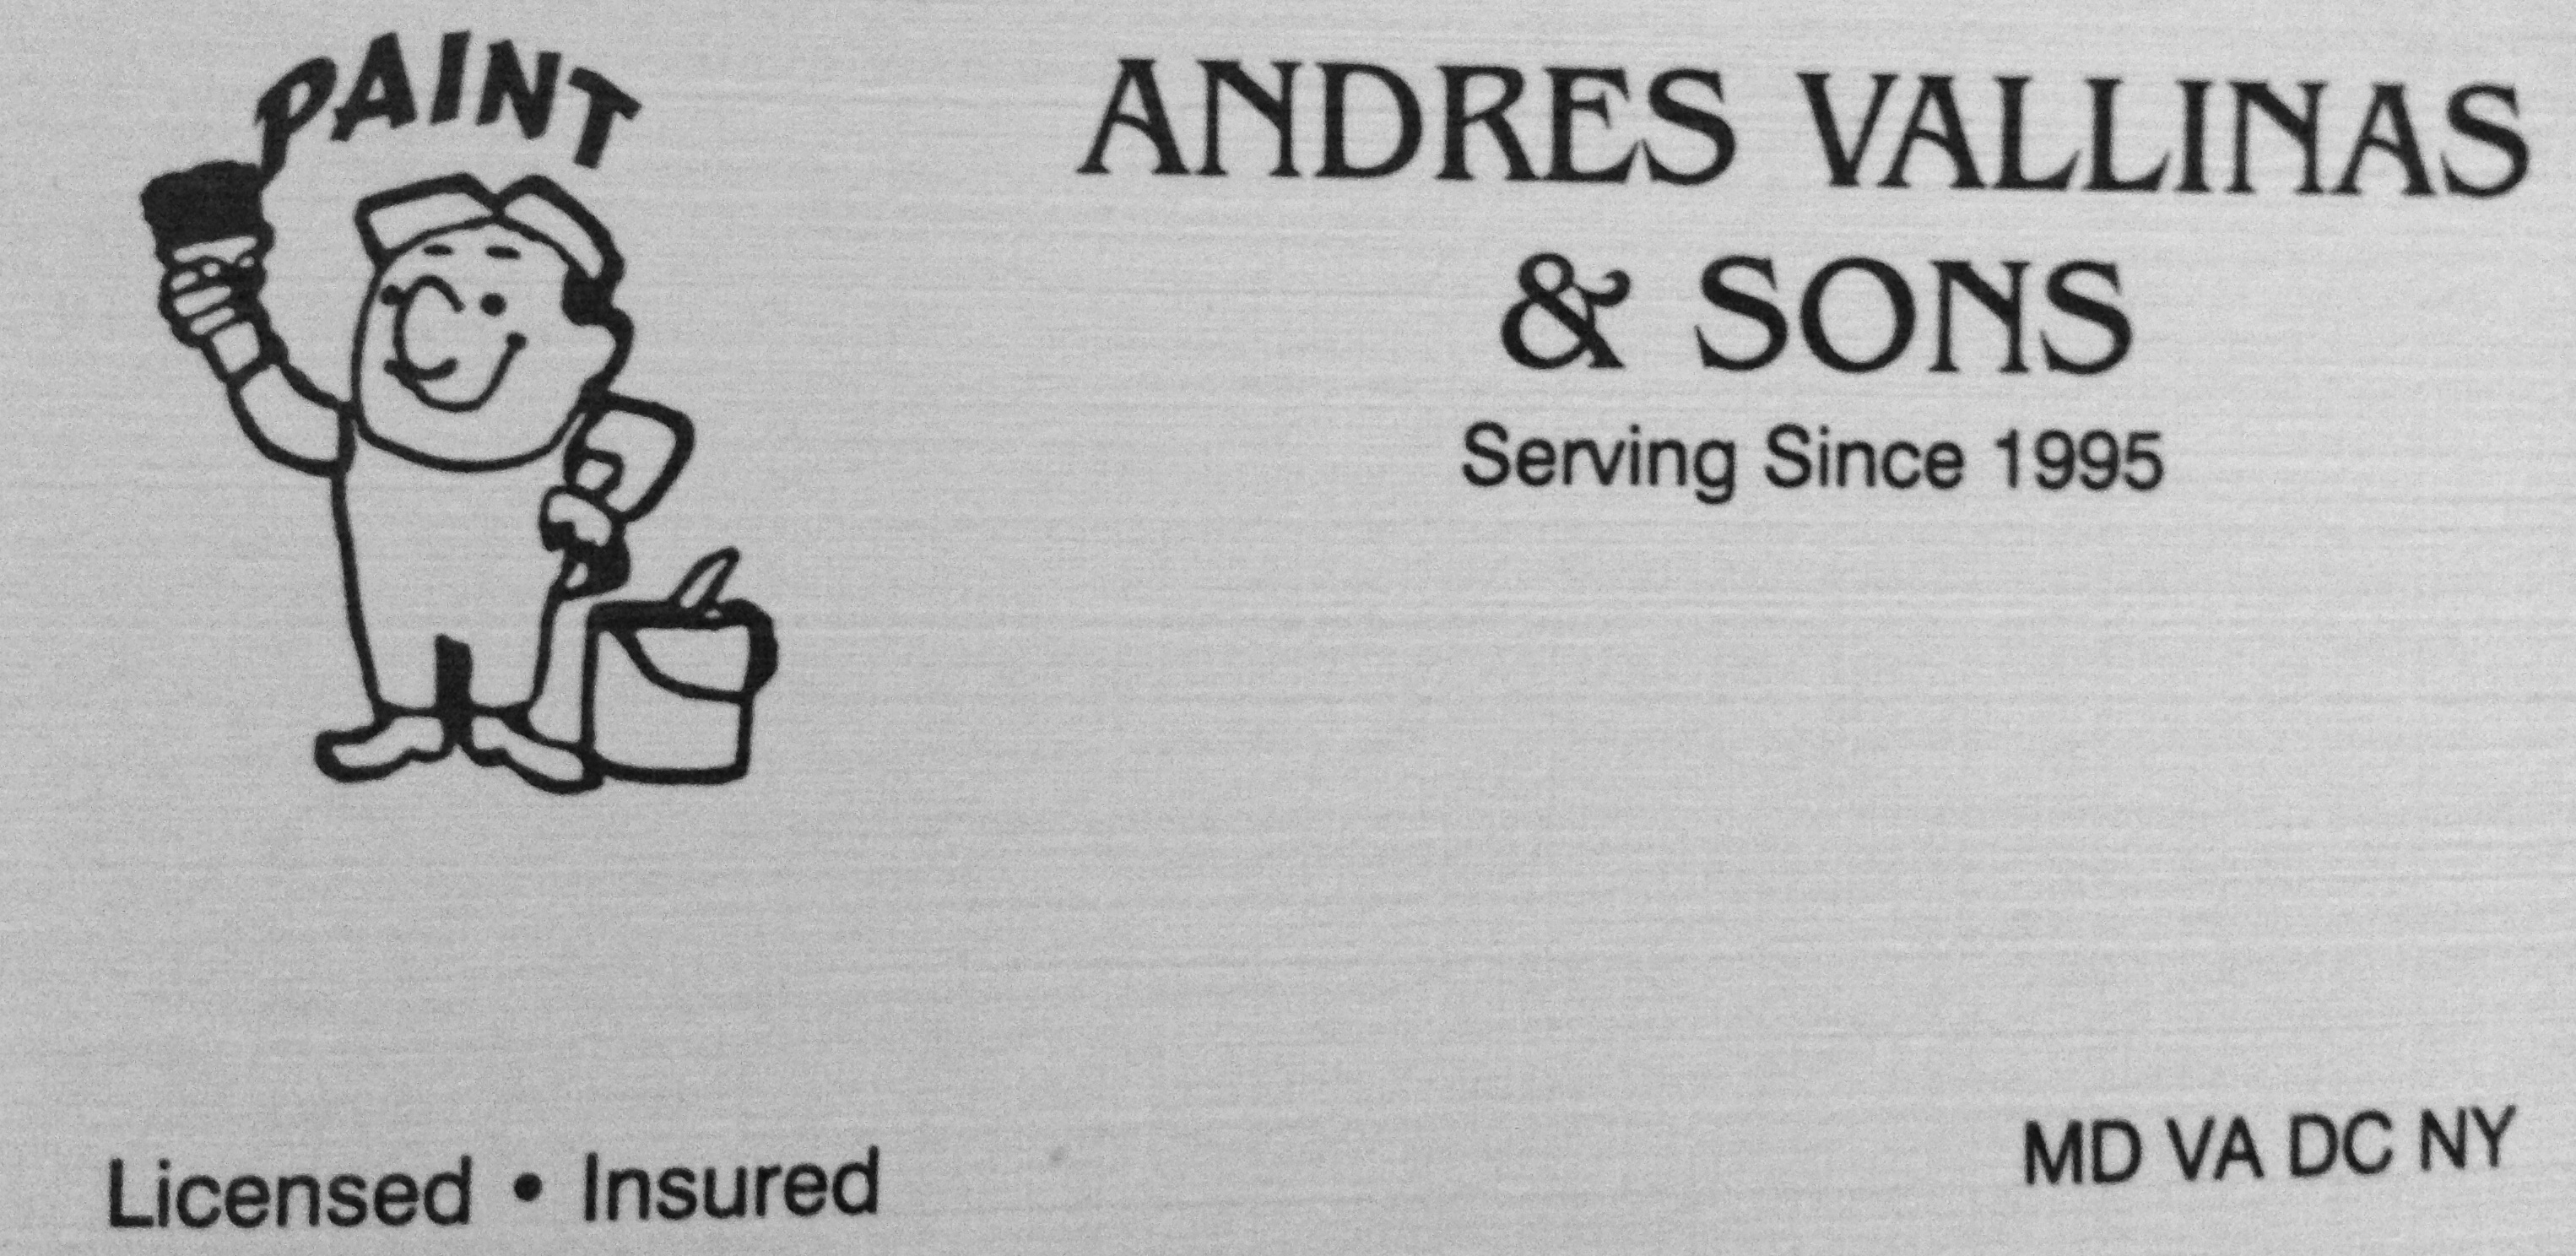 PAINT
ANDRES VALLINAS
& SONS
Serving Since 1995
Licensed • Insured
MD VA DC NY